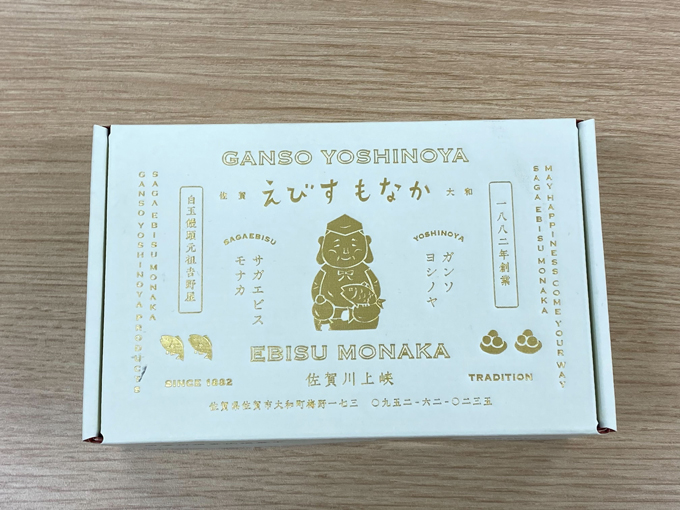 GANSO YOSHINOYA
佐賀 えびすもなか 大和
MAY HAPPINESS COME YOUR WAY
SAGA EBISU MONAKA
一八八二年創業
YOSHINOYA
ガンソ
ヨシノヤ
SAGAEBISU
サガエビス
モナカ
白玉饅頭元祖吉野屋
SAGA EBISU MONAKA
GANSO YOSHINOYA PRODUCTS
EBISU MONAKA
SINCE 1882
佐賀川上峡
TRADITION
佐賀県佐賀市大和町梅野一七三 〇九五二-六二-〇二三五